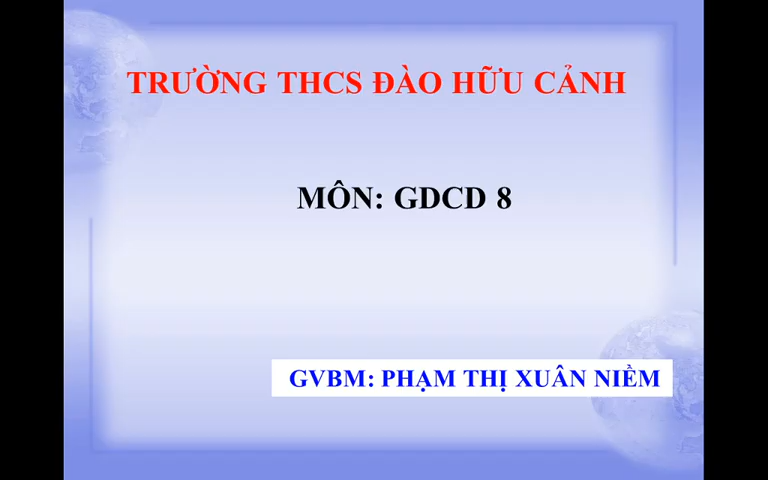 TRƯỜNG THCS ĐÀO HỮU CẢNH
MÔN: GDCD 8
GVBM: PHẠM THỊ XUÂN NIỀM